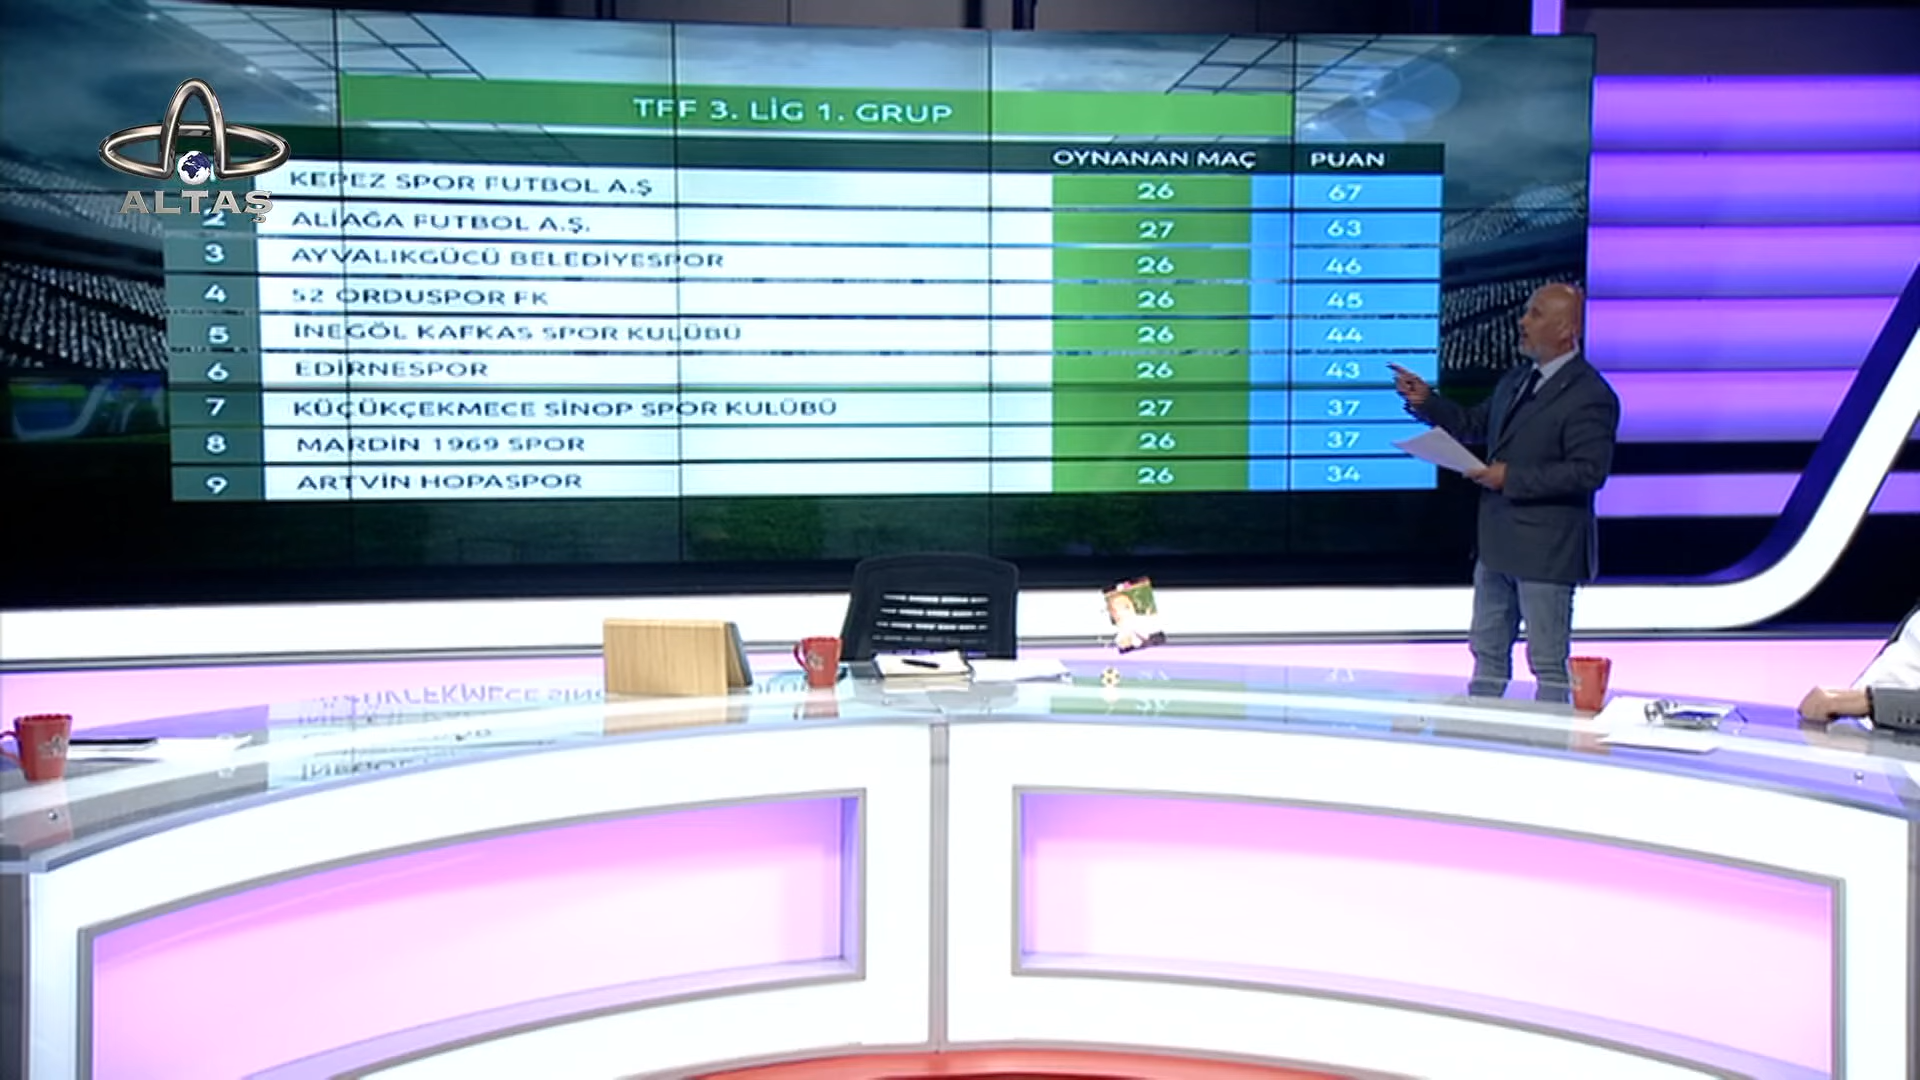 TFF 3. LİG 1. GRUP
OYNANAN MAÇ PUAN
KEPEZ SPOR FUTBOL A.Ş 26 67
2 ALİAĞA FUTBOL A.Ş. 27 63
3 AYVALIKGÜCÜ BELEDİYESPOR 26 46
4 52 ORDUSPOR FK 26 45
5 İNEGÖL KAFKAS SPOR KULÜBÜ 26 44
6 EDİRNESPOR 26 43
7 KÜÇÜKÇEKMECE SİNOP SPOR KULÜBÜ 27 37
8 MARDİN 1969 SPOR 26 37
9 ARTVİN HOPASPOR 26 34
ALTAŞ